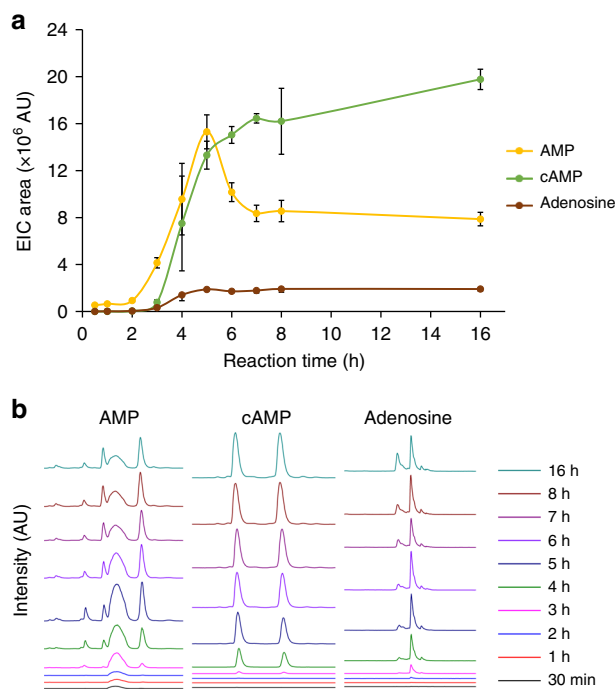 a
24
20
16
12
8
4
0
EIC area (×10⁶ AU)
0 2 4 6 8 10 12 14 16
Reaction time (h)
AMP
cAMP
Adenosine
b
AMP cAMP Adenosine
Intensity (AU)
16 h
8 h
7 h
6 h
5 h
4 h
3 h
2 h
1 h
30 min